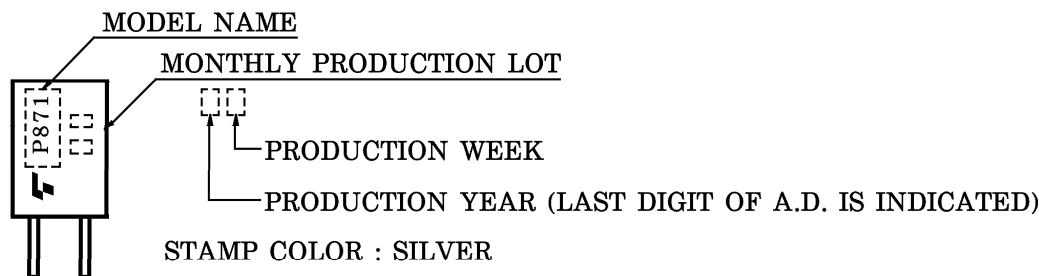 MODEL NAME
MONTHLY PRODUCTION LOT
P871
PRODUCTION WEEK
PRODUCTION YEAR (LAST DIGIT OF A.D. IS INDICATED)
STAMP COLOR : SILVER